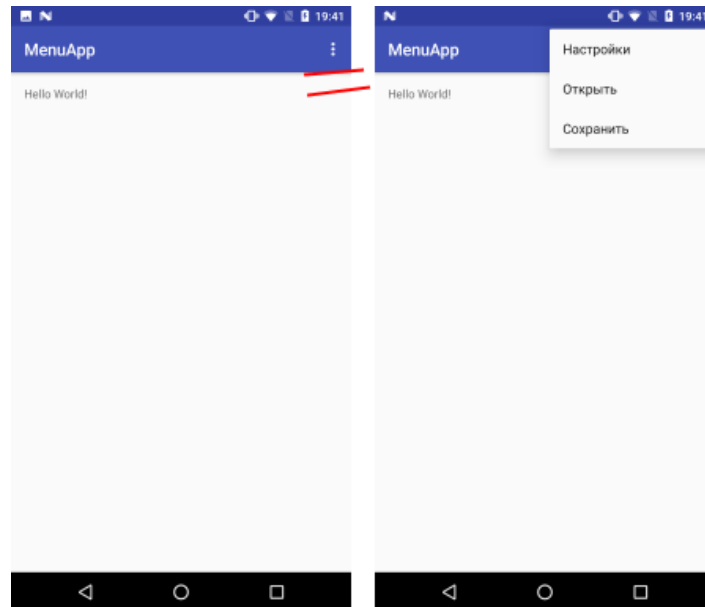 19:41
MenuApp
Hello World!
19:41
MenuApp
Hello World!
Настройки
Открыть
Сохранить